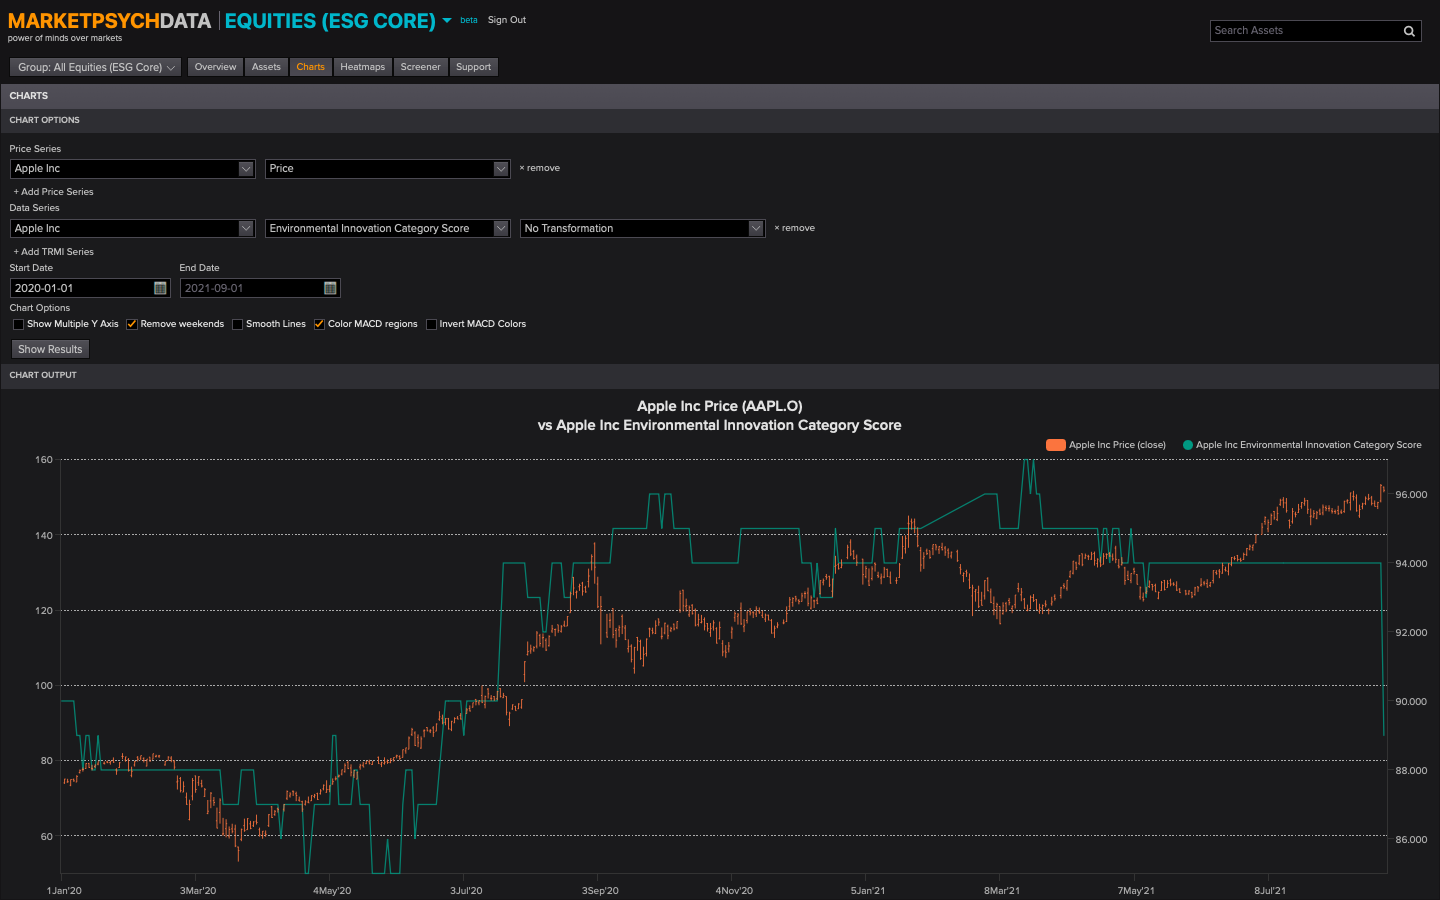 MARKETPSYCHDATA EQUITIES (ESG CORE) beta Sign Out
power of minds over markets
Search Assets
Group: All Equities (ESG Core) Overview Assets Charts Heatmaps Screener Support
CHARTS
CHART OPTIONS
Price Series
Apple Inc Price × remove
+ Add Price Series
Data Series
Apple Inc Environmental Innovation Category Score No Transformation × remove
+ Add TRMI Series
Start Date End Date
2020-01-01 2021-09-01
Chart Options
Show Multiple Y Axis Remove weekends Smooth Lines Color MACD regions Invert MACD Colors
Show Results
CHART OUTPUT
Apple Inc Price (AAPL.O)
vs Apple Inc Environmental Innovation Category Score
Apple Inc Price (close) Apple Inc Environmental Innovation Category Score
160
96.000
140
94.000
120
92.000
100
90.000
80
88.000
60
86.000
1Jan'20 3Mar'20 4May'20 3Jul'20 3Sep'20 4Nov'20 5Jan'21 8Mar'21 7May'21 8Jul'21